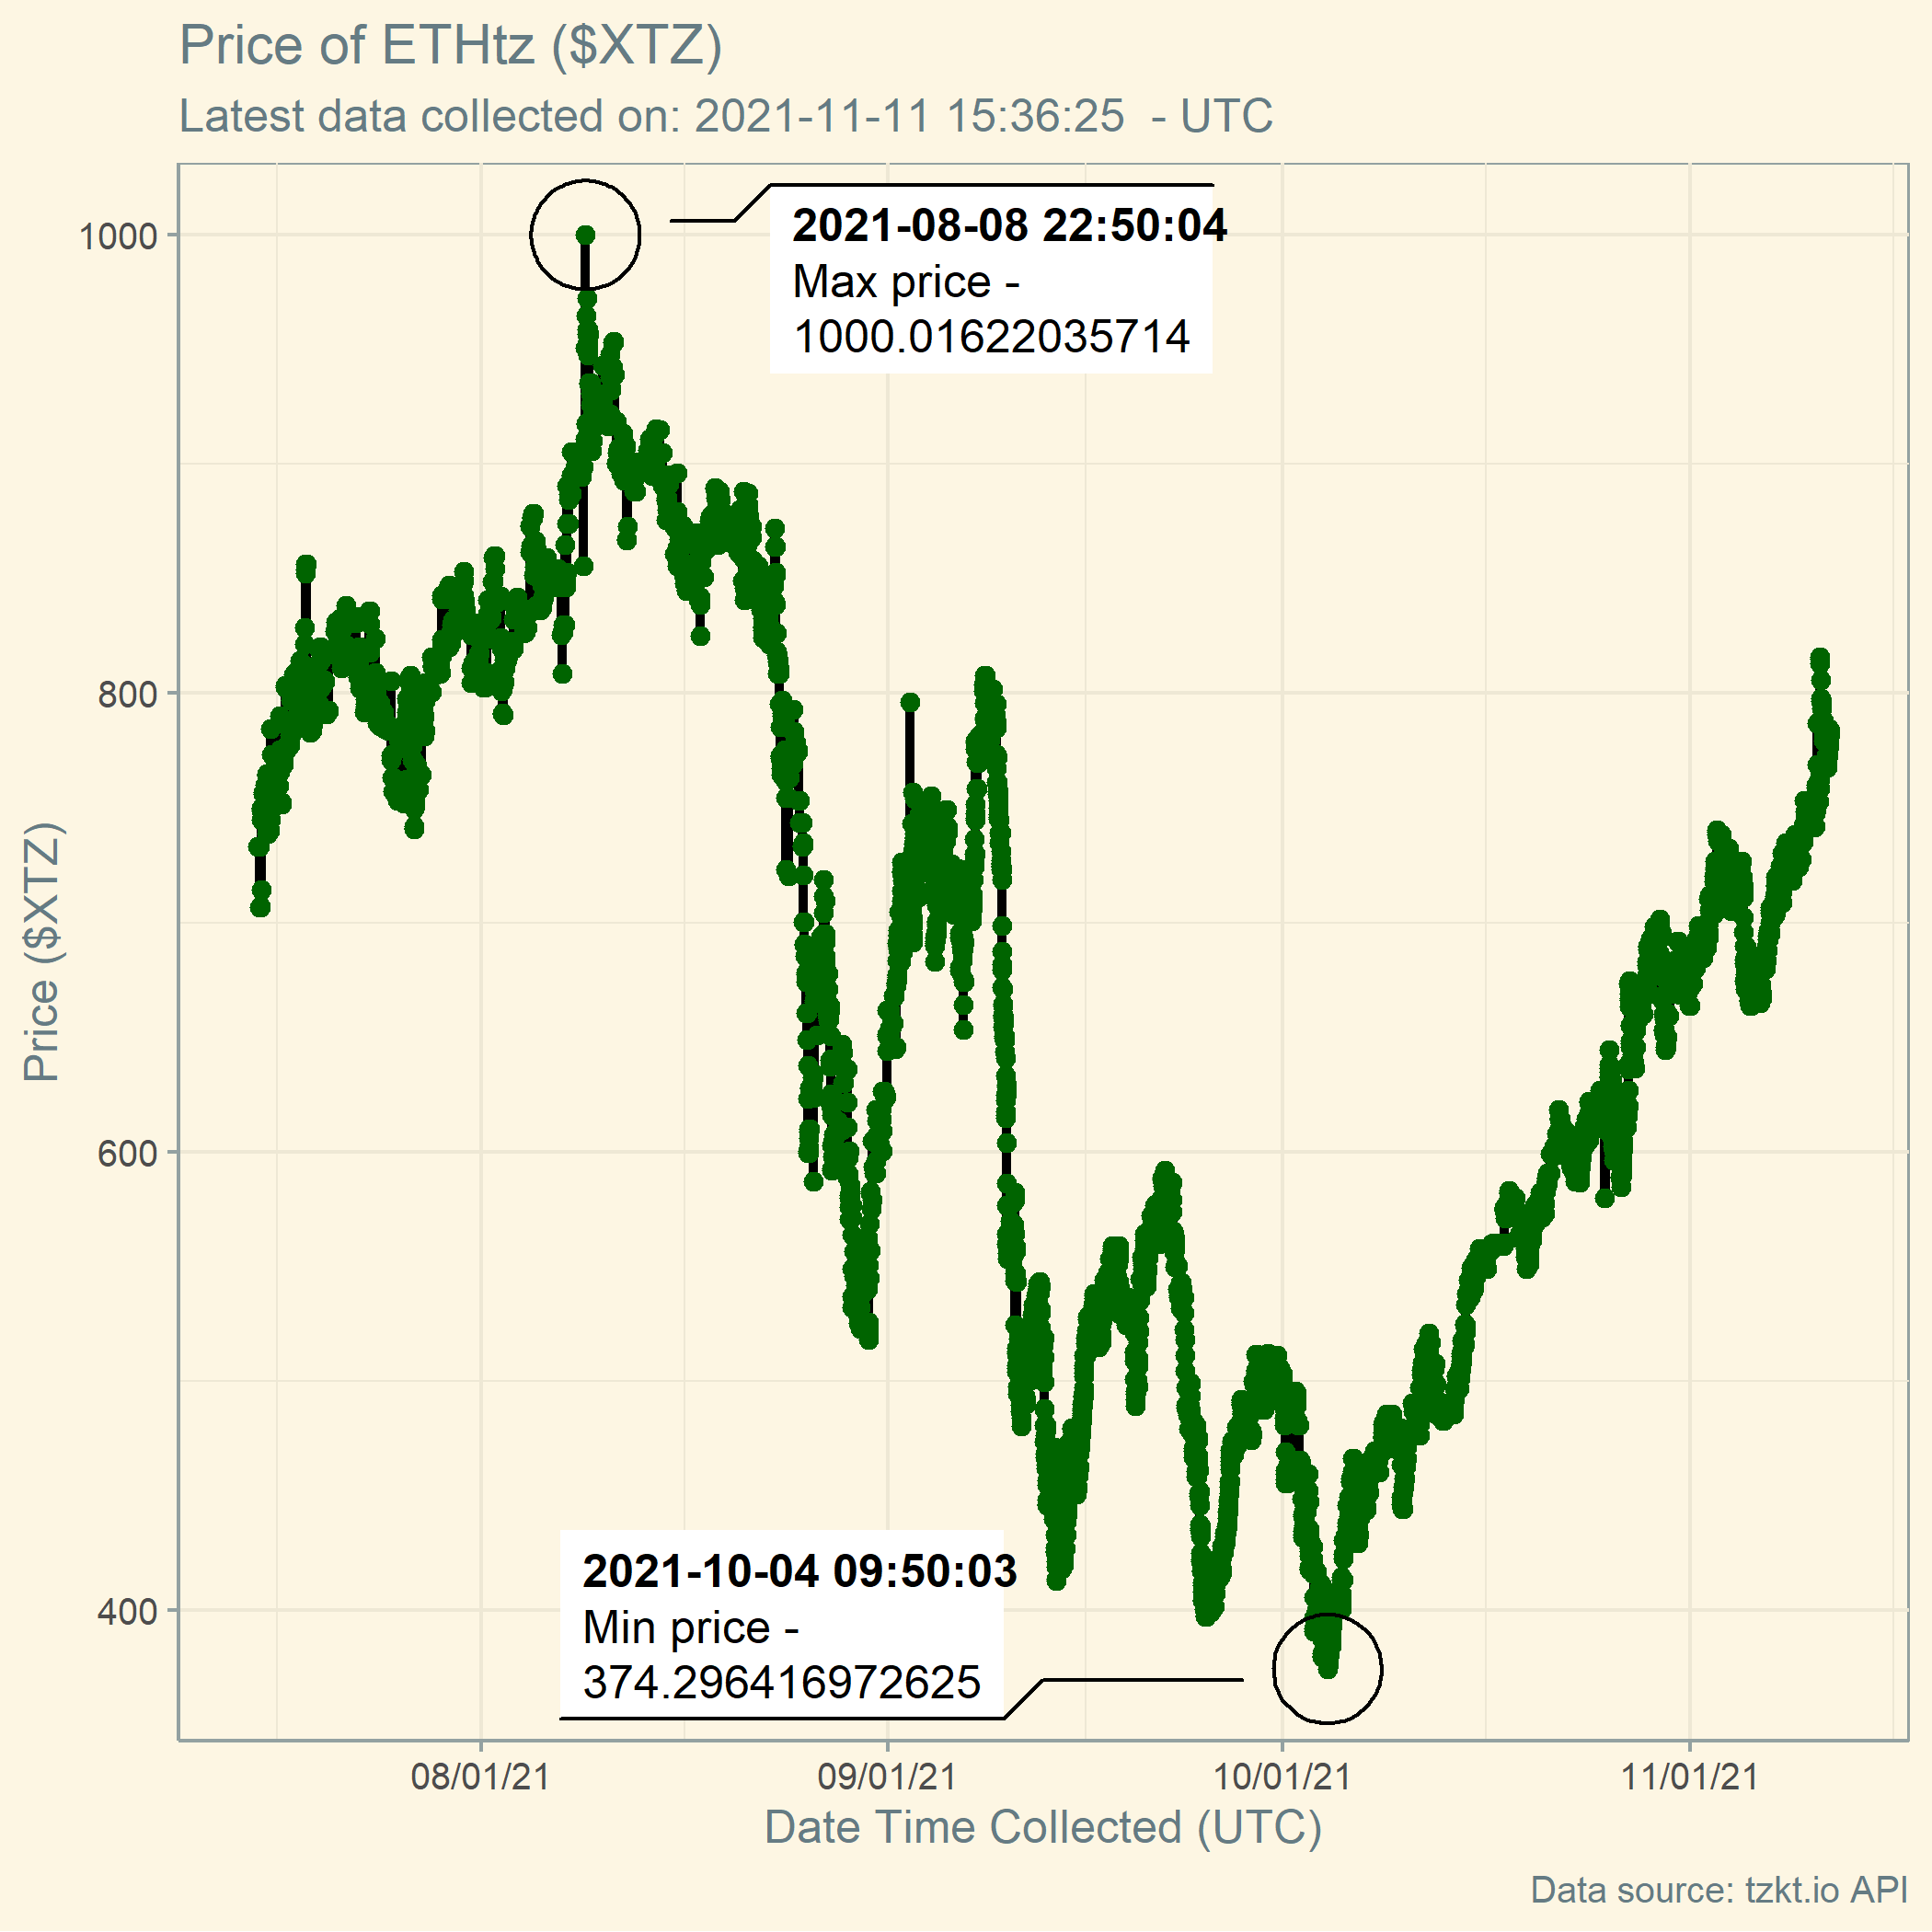 Price of ETHtz ($XTZ)
Latest data collected on: 2021-11-11 15:36:25  - UTC
1000
800
600
400
Price ($XTZ)
2021-08-08 22:50:04
Max price -
1000.01622035714
2021-10-04 09:50:03
Min price -
374.296416972625
08/01/21
09/01/21
10/01/21
11/01/21
Date Time Collected (UTC)
Data source: tzkt.io API